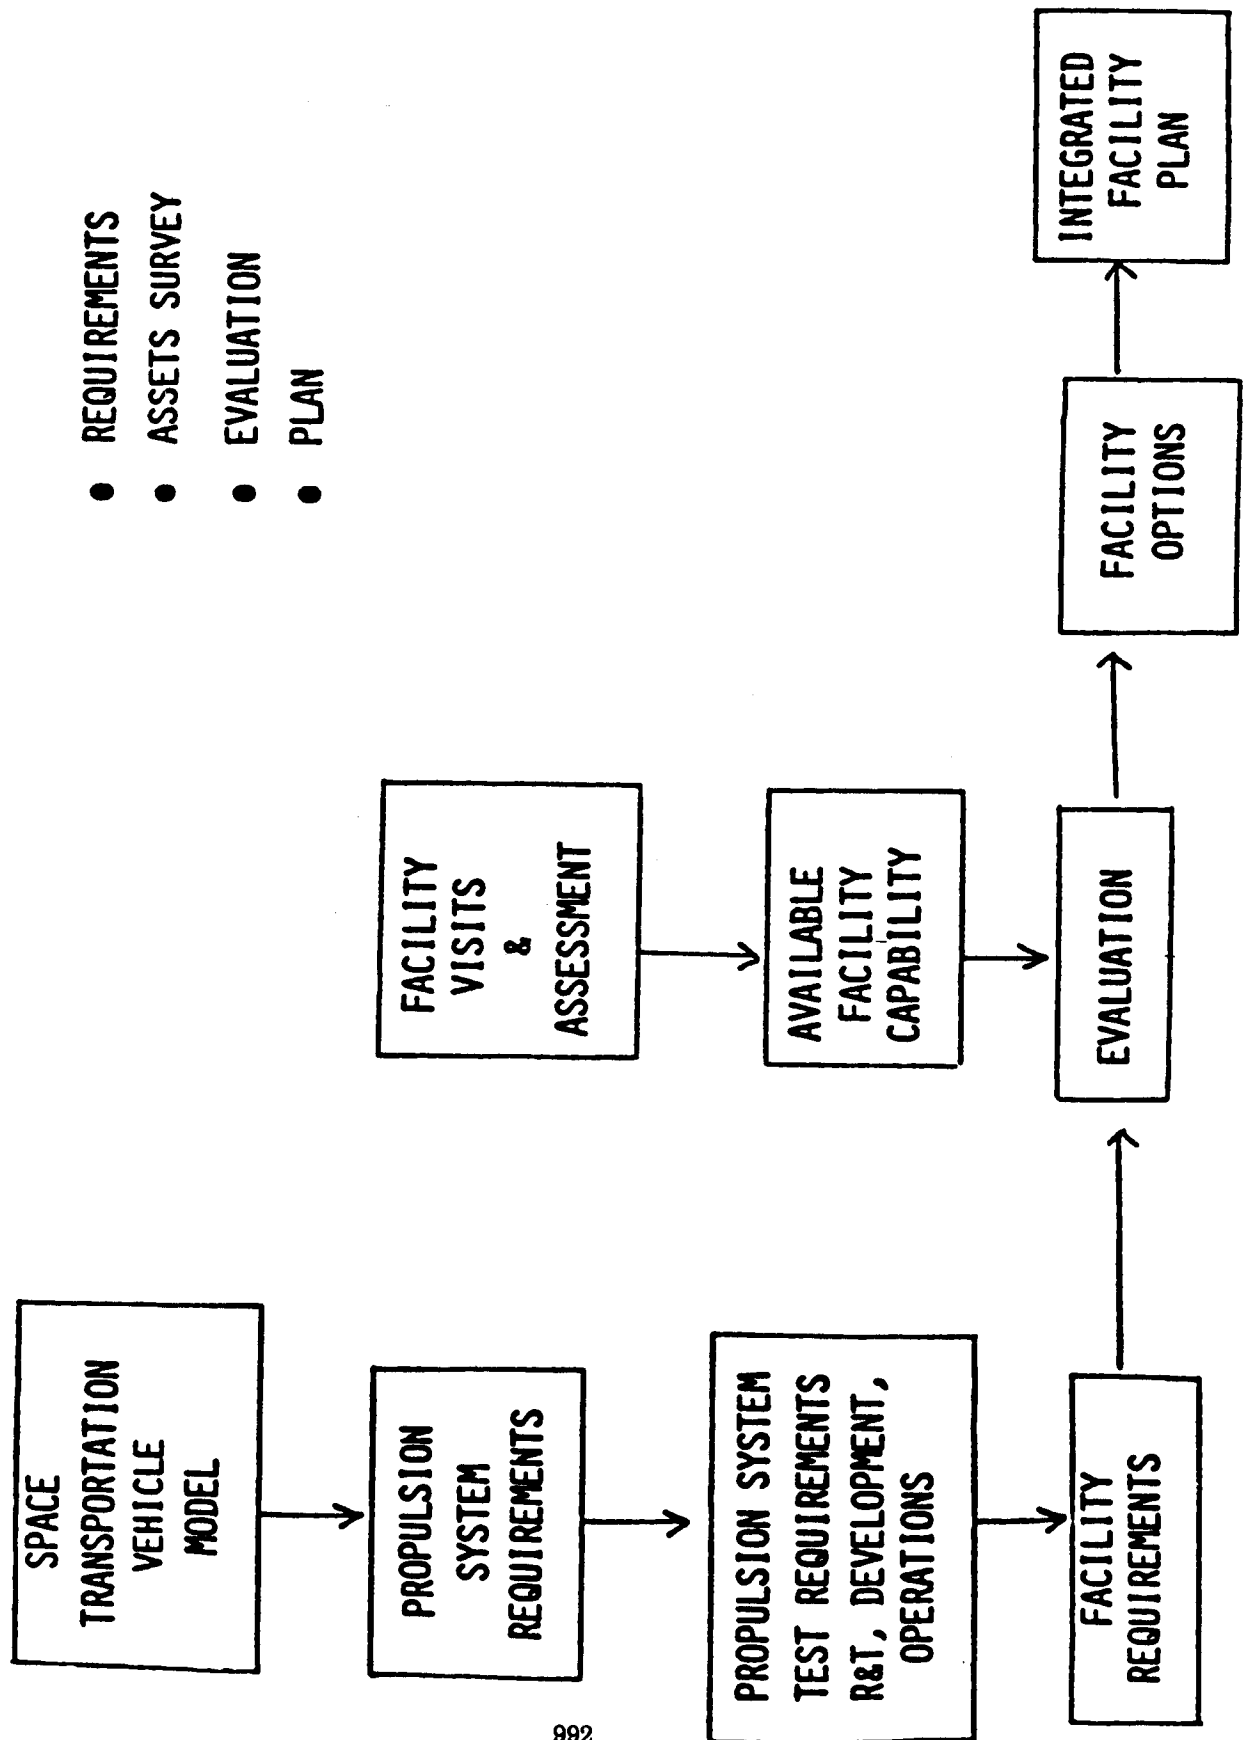 SPACE
TRANSPORTATION
VEHICLE
MODEL
PROPULSION
SYSTEM
REQUIREMENTS
PROPULSION SYSTEM
TEST REQUIREMENTS
R&T, DEVELOPMENT,
OPERATIONS
FACILITY
REQUIREMENTS
FACILITY
VISITS
&
ASSESSMENT
AVAILABLE
FACILITY
CAPABILITY
EVALUATION
● REQUIREMENTS
● ASSETS SURVEY
● EVALUATION
● PLAN
FACILITY
OPTIONS
INTEGRATED
FACILITY
PLAN
992